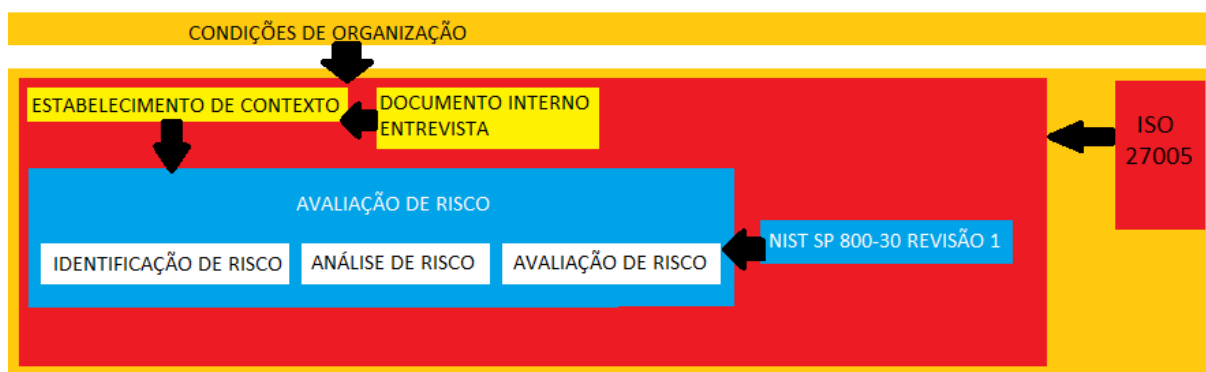 CONDIÇÕES DE ORGANIZAÇÃO
ESTABELECIMENTO DE CONTEXTO
DOCUMENTO INTERNO
ENTREVISTA
ISO
27005
AVALIAÇÃO DE RISCO
NIST SP 800-30 REVISÃO 1
IDENTIFICAÇÃO DE RISCO
ANÁLISE DE RISCO
AVALIAÇÃO DE RISCO